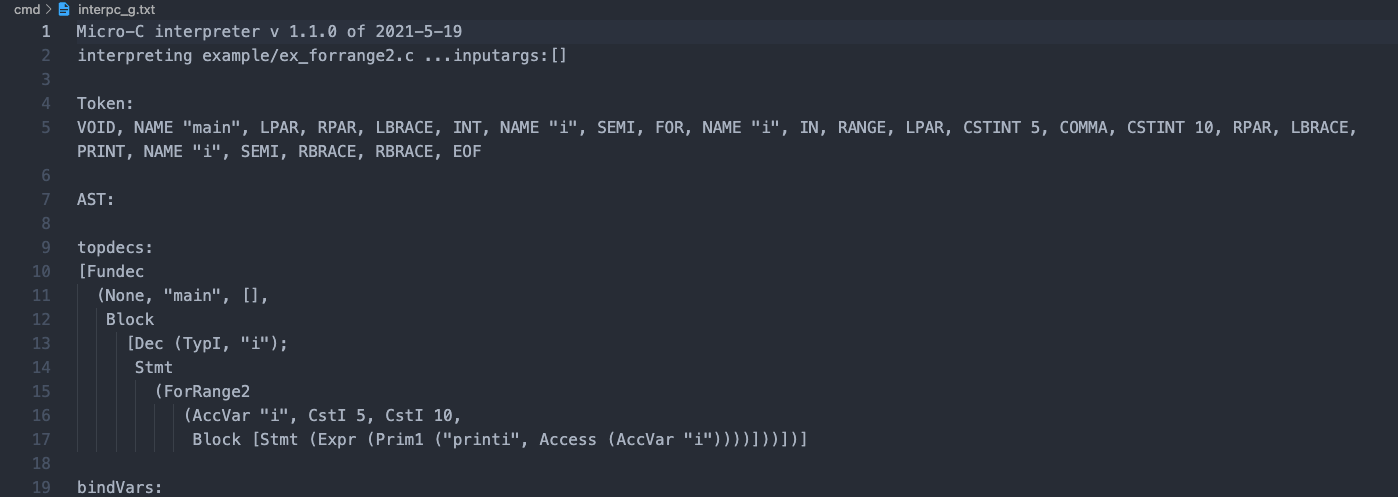 cmd > interpc_g.txt
1 Micro-C interpreter v 1.1.0 of 2021-5-19
2 interpreting example/ex_forrange2.c ...inputargs:[]
3
4 Token:
5 VOID, NAME "main", LPAR, RPAR, LBRACE, INT, NAME "i", SEMI, FOR, NAME "i", IN, RANGE, LPAR, CSTINT 5, COMMA, CSTINT 10, RPAR, LBRACE,
PRINT, NAME "i", SEMI, RBRACE, RBRACE, EOF
6
7 AST:
8
9 topdecs:
10 [Fundec
11 (None, "main", [],
12 Block
13 [Dec (TypI, "i");
14 Stmt
15 (ForRange2
16 (AccVar "i", CstI 5, CstI 10,
17 Block [Stmt (Expr (Prim1 ("printi", Access (AccVar "i"))))]))])]
18
19 bindVars: